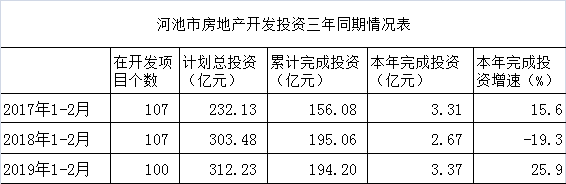 河池市房地产开发投资三年同期情况表
在开发项目个数 计划总投资(亿元) 累计完成投资(亿元) 本年完成投资(亿元) 本年完成投资增速(%)
2017年1-2月 107 232.13 156.08 3.31 15.6
2018年1-2月 107 303.48 195.06 2.67 -19.3
2019年1-2月 100 312.23 194.20 3.37 25.9